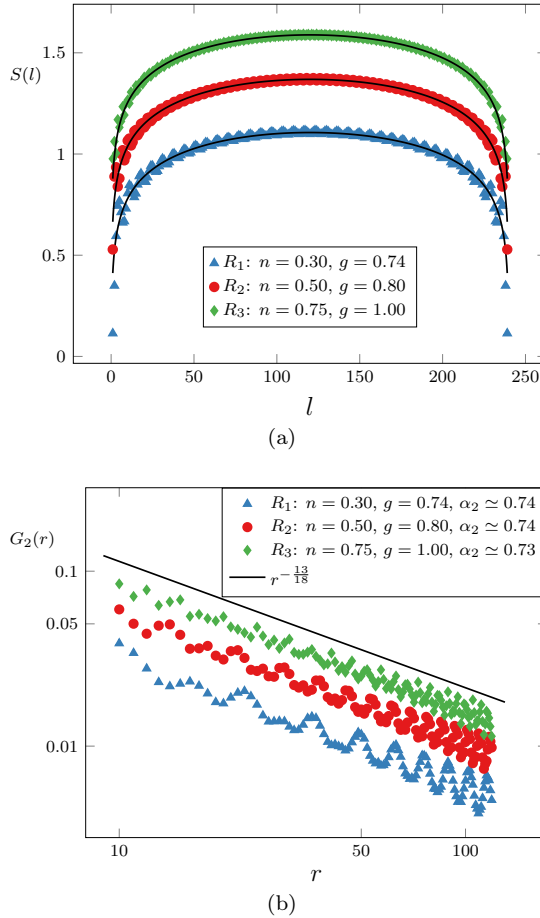 1.5
S(l)
1
0.5
R₁: n = 0.30, g = 0.74
R₂: n = 0.50, g = 0.80
R₃: n = 0.75, g = 1.00
0
0 50 100 150 200 250
l
(a)
R₁: n = 0.30, g = 0.74, α₂ ≃ 0.74
R₂: n = 0.50, g = 0.80, α₂ ≃ 0.74
R₃: n = 0.75, g = 1.00, α₂ ≃ 0.73
r^{-\frac{13}{18}}
G₂(r)
0.1
0.05
0.01
10 50 100
r
(b)